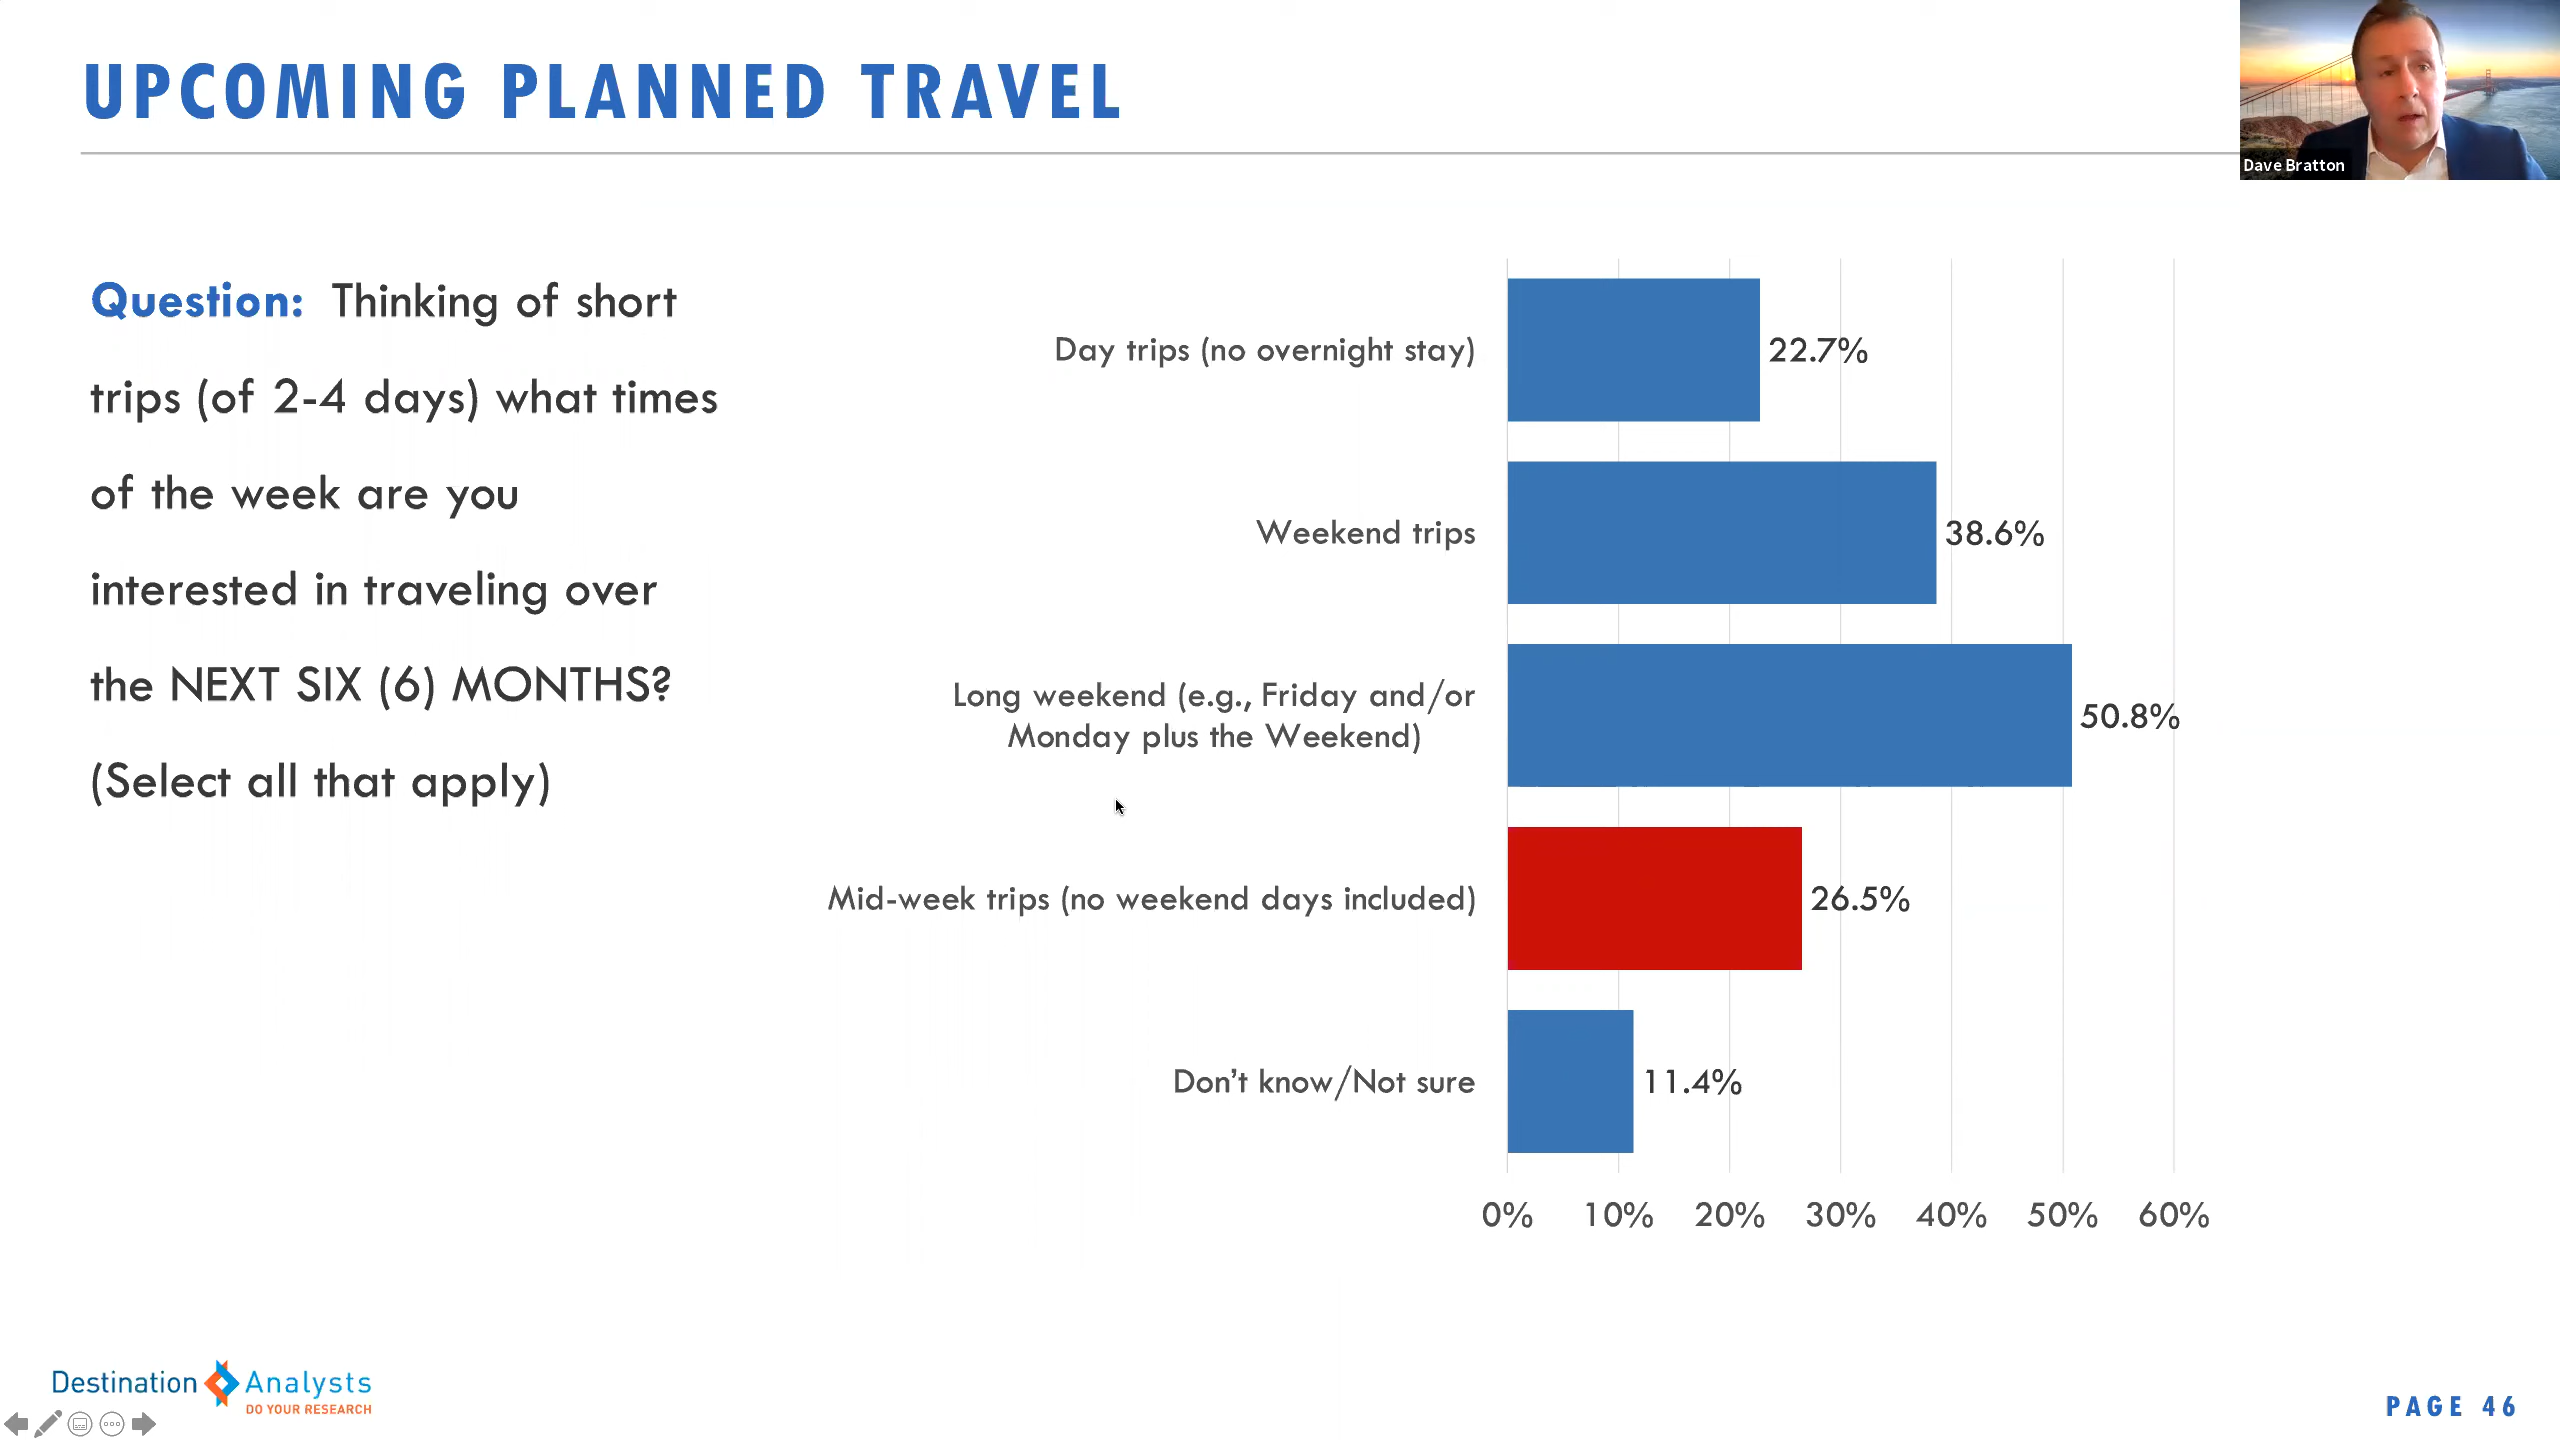 UPCOMING PLANNED TRAVEL
Dave Bratton
Question: Thinking of short
trips (of 2-4 days) what times
of the week are you
interested in traveling over
the NEXT SIX (6) MONTHS?
(Select all that apply)
Day trips (no overnight stay)
22.7%
Weekend trips
38.6%
Long weekend (e.g., Friday and/or
Monday plus the Weekend)
50.8%
Mid-week trips (no weekend days included)
26.5%
Don't know/Not sure
11.4%
0% 10% 20% 30% 40% 50% 60%
Destination Analysts
DO YOUR RESEARCH
PAGE 46